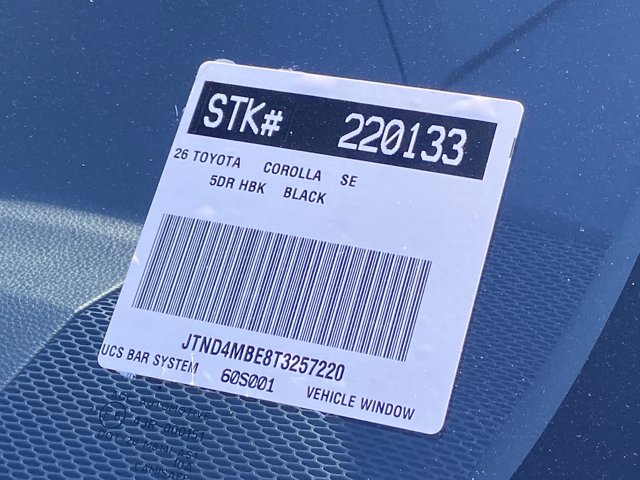 STK# 220133
26 TOYOTA COROLLA SE
5DR HBK BLACK
JTND4MBE8T3257220
UCS BAR SYSTEM 60S001 VEHICLE WINDOW